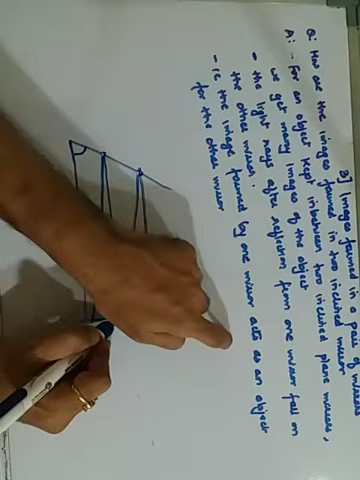 3] Images formed in a pair of mirrors
Q: How are the images formed in two inclined mirror
A: - for an object kept inbetween two inclined plane mirrors,
we get many images of the object
- the light rays after reflection from one mirror fall on
the other mirror.
- ie the image formed by one mirror acts as an object
for the other mirror